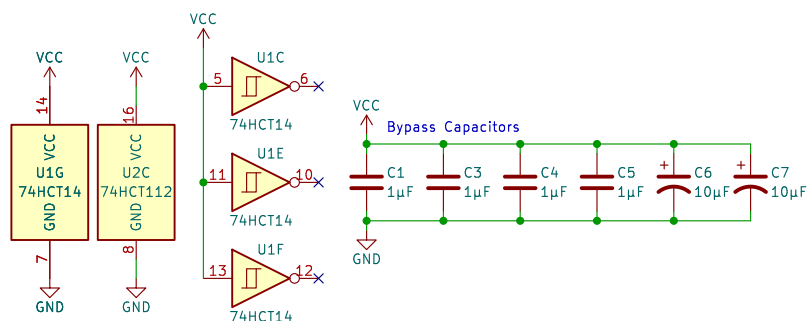 VCC
14
VCC
U1G
74HCT14
GND
7
GND
VCC
16
VCC
U2C
74HCT112
GND
8
GND
VCC
U1C
5
6
74HCT14
U1E
11
10
74HCT14
U1F
13
12
74HCT14
VCC
Bypass Capacitors
C1
1µF
C3
1µF
C4
1µF
C5
1µF
+
C6
10µF
+
C7
10µF
GND